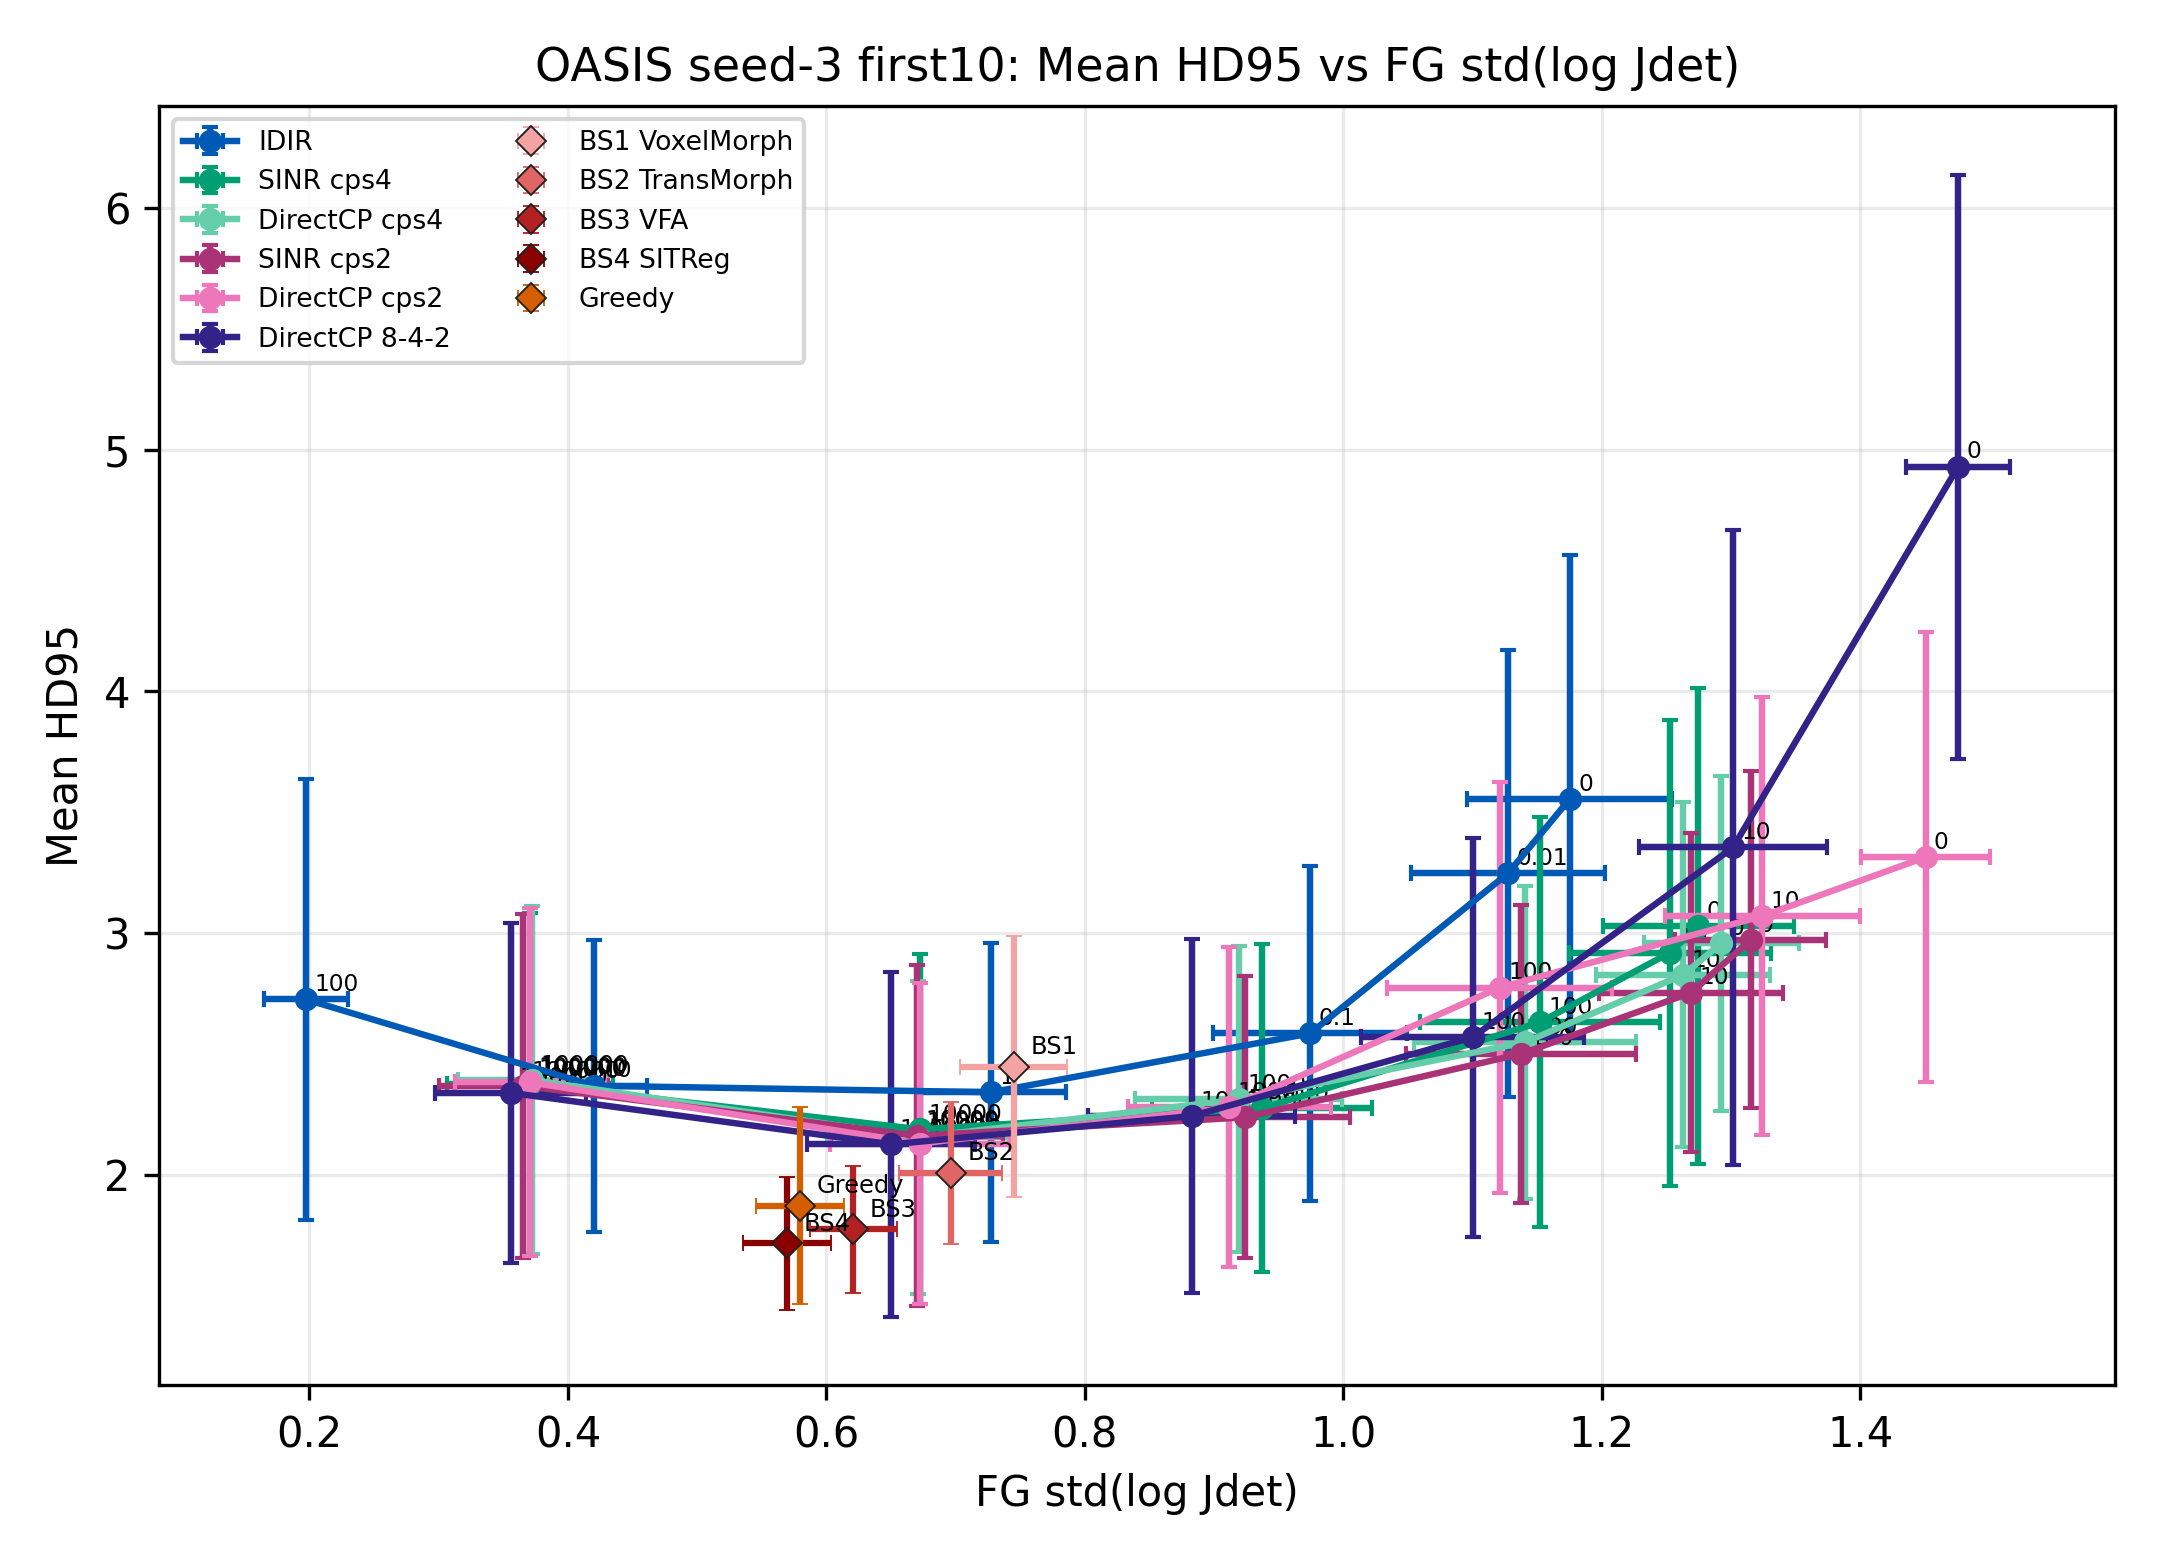 OASIS seed-3 first10: Mean HD95 vs FG std(log Jdet)
IDIR
SINR cps4
DirectCP cps4
SINR cps2
DirectCP cps2
DirectCP 8-4-2
BS1 VoxelMorph
BS2 TransMorph
BS3 VFA
BS4 SITReg
Greedy
Mean HD95
6
5
4
3
2
0
0
10
0.01
0
10
0
100
10
100
0.1
100
100
BS1
100000
10000
BS2
Greedy
BS3
BS4
0.2
0.4
0.6
0.8
1.0
1.2
1.4
FG std(log Jdet)